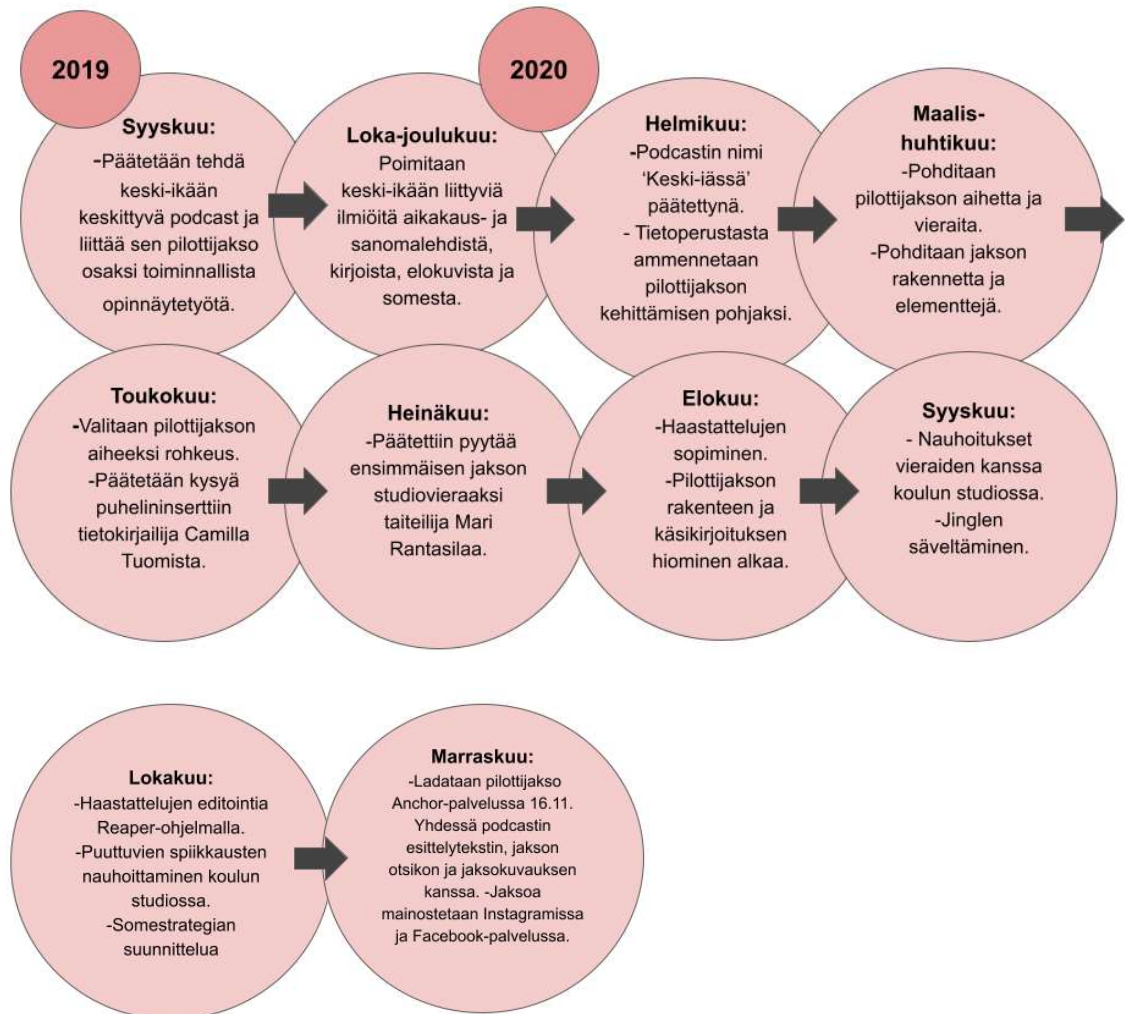 2019
Syyskuu:
-Päätetään tehdä
keski-ikään
keskittyvä podcast ja
liittää sen pilottijakso
osaksi toiminnallista
opinnäytetyötä.
Loka-joulukuu:
Poimitaan
keski-ikään liittyviä
ilmiöitä aikakaus- ja
sanomalehdistä,
kirjoista, elokuvista ja
somesta.
2020
Helmikuu:
-Podcastin nimi
‘Keski-iässä’
päätettynä.
- Tietoperustasta
ammennetaan
pilottijakson
kehittämisen pohjaksi.
Maalis-
huhtikuu:
-Pohditaan
pilottijakson aihetta ja
vieraita.
-Pohditaan jakson
rakennetta ja
elementtejä.
Toukokuu:
-Valitaan pilottijakson
aiheeksi rohkeus.
-Päätetään kysyä
puhelininserttiin
tietokirjailija Camilla
Tuomista.
Heinäkuu:
-Päätettiin pyytää
ensimmäisen jakson
studiovieraaksi
taiteilija Mari
Rantasilaa.
Elokuu:
-Haastattelujen
sopiminen.
-Pilottijakson
rakenteen ja
käsikirjoituksen
hiominen alkaa.
Syyskuu:
- Nauhoitukset
vieraiden kanssa
koulun studiossa.
-Jinglen
säveltäminen.
Lokakuu:
-Haastattelujen editointia
Reaper-ohjelmalla.
-Puuttuvien spiikkausten
nauhoittaminen koulun
studiossa.
-Somestrategian
suunnittelua
Marraskuu:
-Ladataan pilottijakso
Anchor-palvelussa 16.11.
Yhdessä podcastin
esittelytekstin, jakson
otsikon ja jaksokuvauksen
kanssa. -Jaksoa
mainostetaan Instagramissa
ja Facebook-palvelussa.